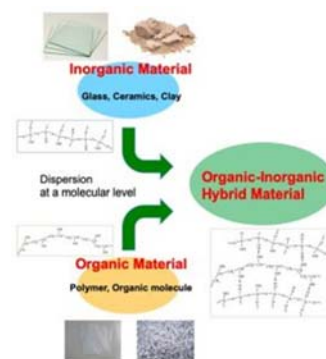 Inorganic Material
Glass, Ceramics, Clay
Dispersion
at a molecular level
Organic-Inorganic
Hybrid Material
Organic Material
Polymer, Organic molecule